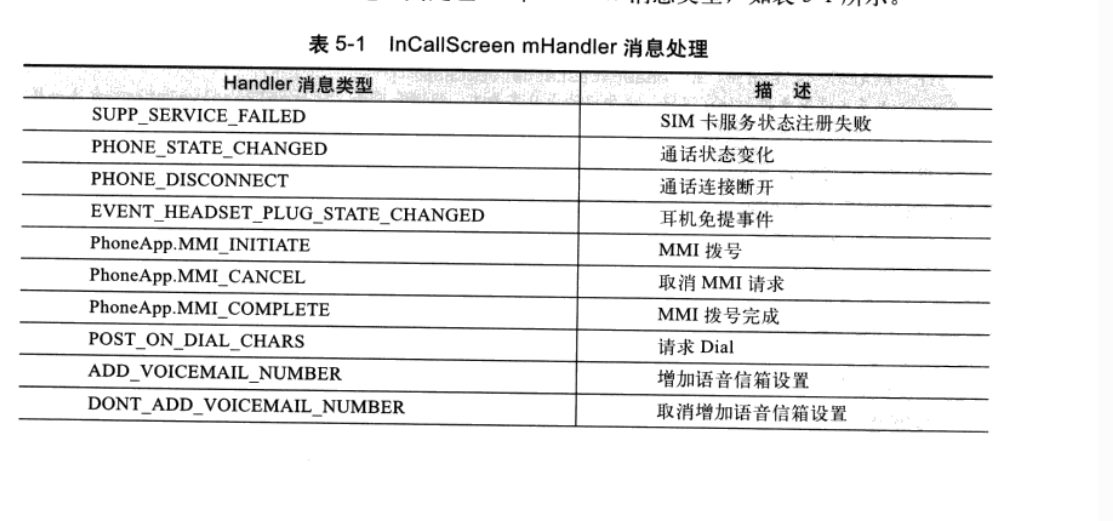 消息类型，如表 5-1 所示。
表 5-1 InCallScreen mHandler 消息处理
Handler 消息类型 描 述
SUPP_SERVICE_FAILED SIM 卡服务状态注册失败
PHONE_STATE_CHANGED 通话状态变化
PHONE_DISCONNECT 通话连接断开
EVENT_HEADSET_PLUG_STATE_CHANGED 耳机免提事件
PhoneApp.MMI_INITIATE MMI 拨号
PhoneApp.MMI_CANCEL 取消 MMI 请求
PhoneApp.MMI_COMPLETE MMI 拨号完成
POST_ON_DIAL_CHARS 请求 Dial
ADD_VOICEMAIL_NUMBER 增加语音信箱设置
DONT_ADD_VOICEMAIL_NUMBER 取消增加语音信箱设置